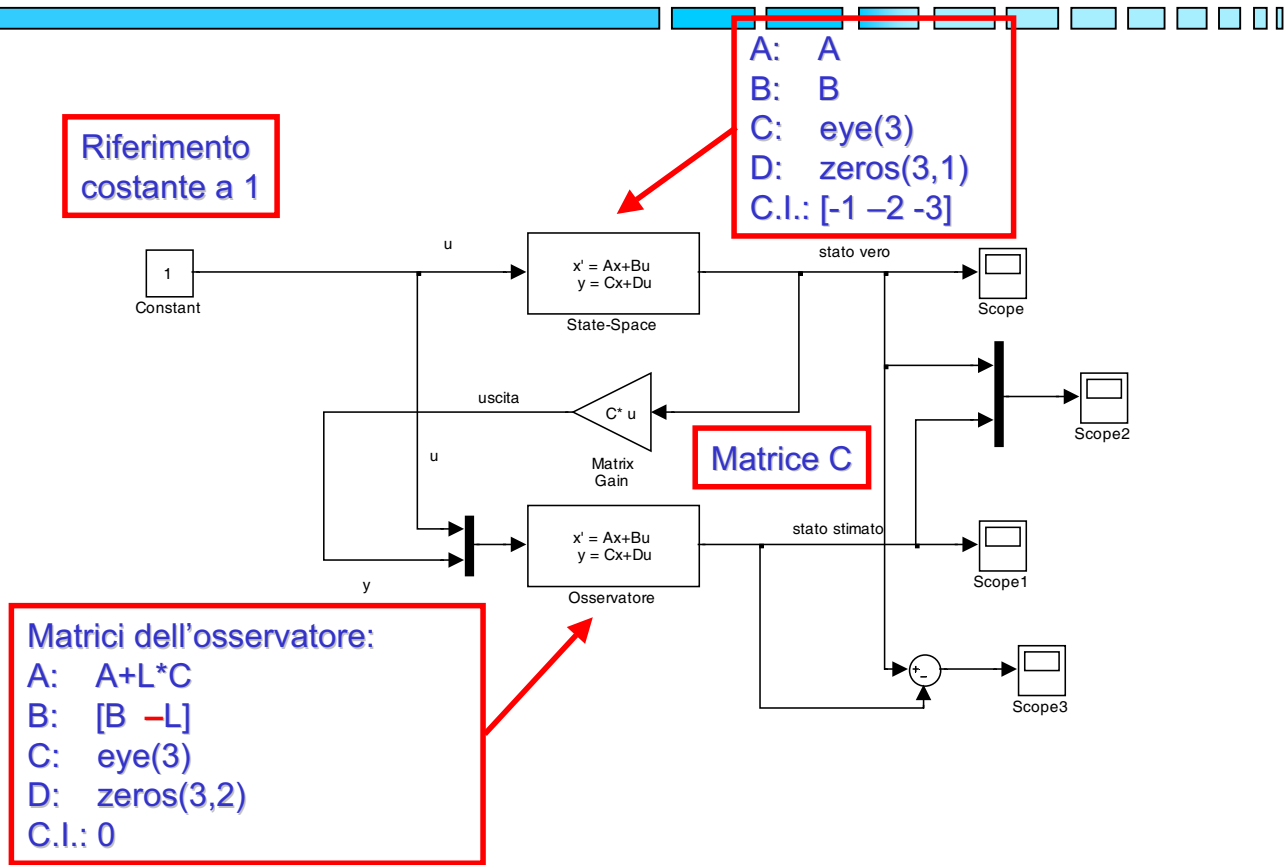 A: A
B: B
C: eye(3)
D: zeros(3,1)
C.I.: [-1 –2 -3]
Riferimento
costante a 1
u
stato vero
1
Constant
x' = Ax+Bu
y = Cx+Du
State-Space
Scope
uscita
C* u
Matrix
Gain
Matrice C
Scope2
u
x' = Ax+Bu
y = Cx+Du
Osservatore
stato stimato
Scope1
y
Matrici dell'osservatore:
A: A+L*C
B: [B –L]
C: eye(3)
D: zeros(3,2)
C.I.: 0
+
–
Scope3